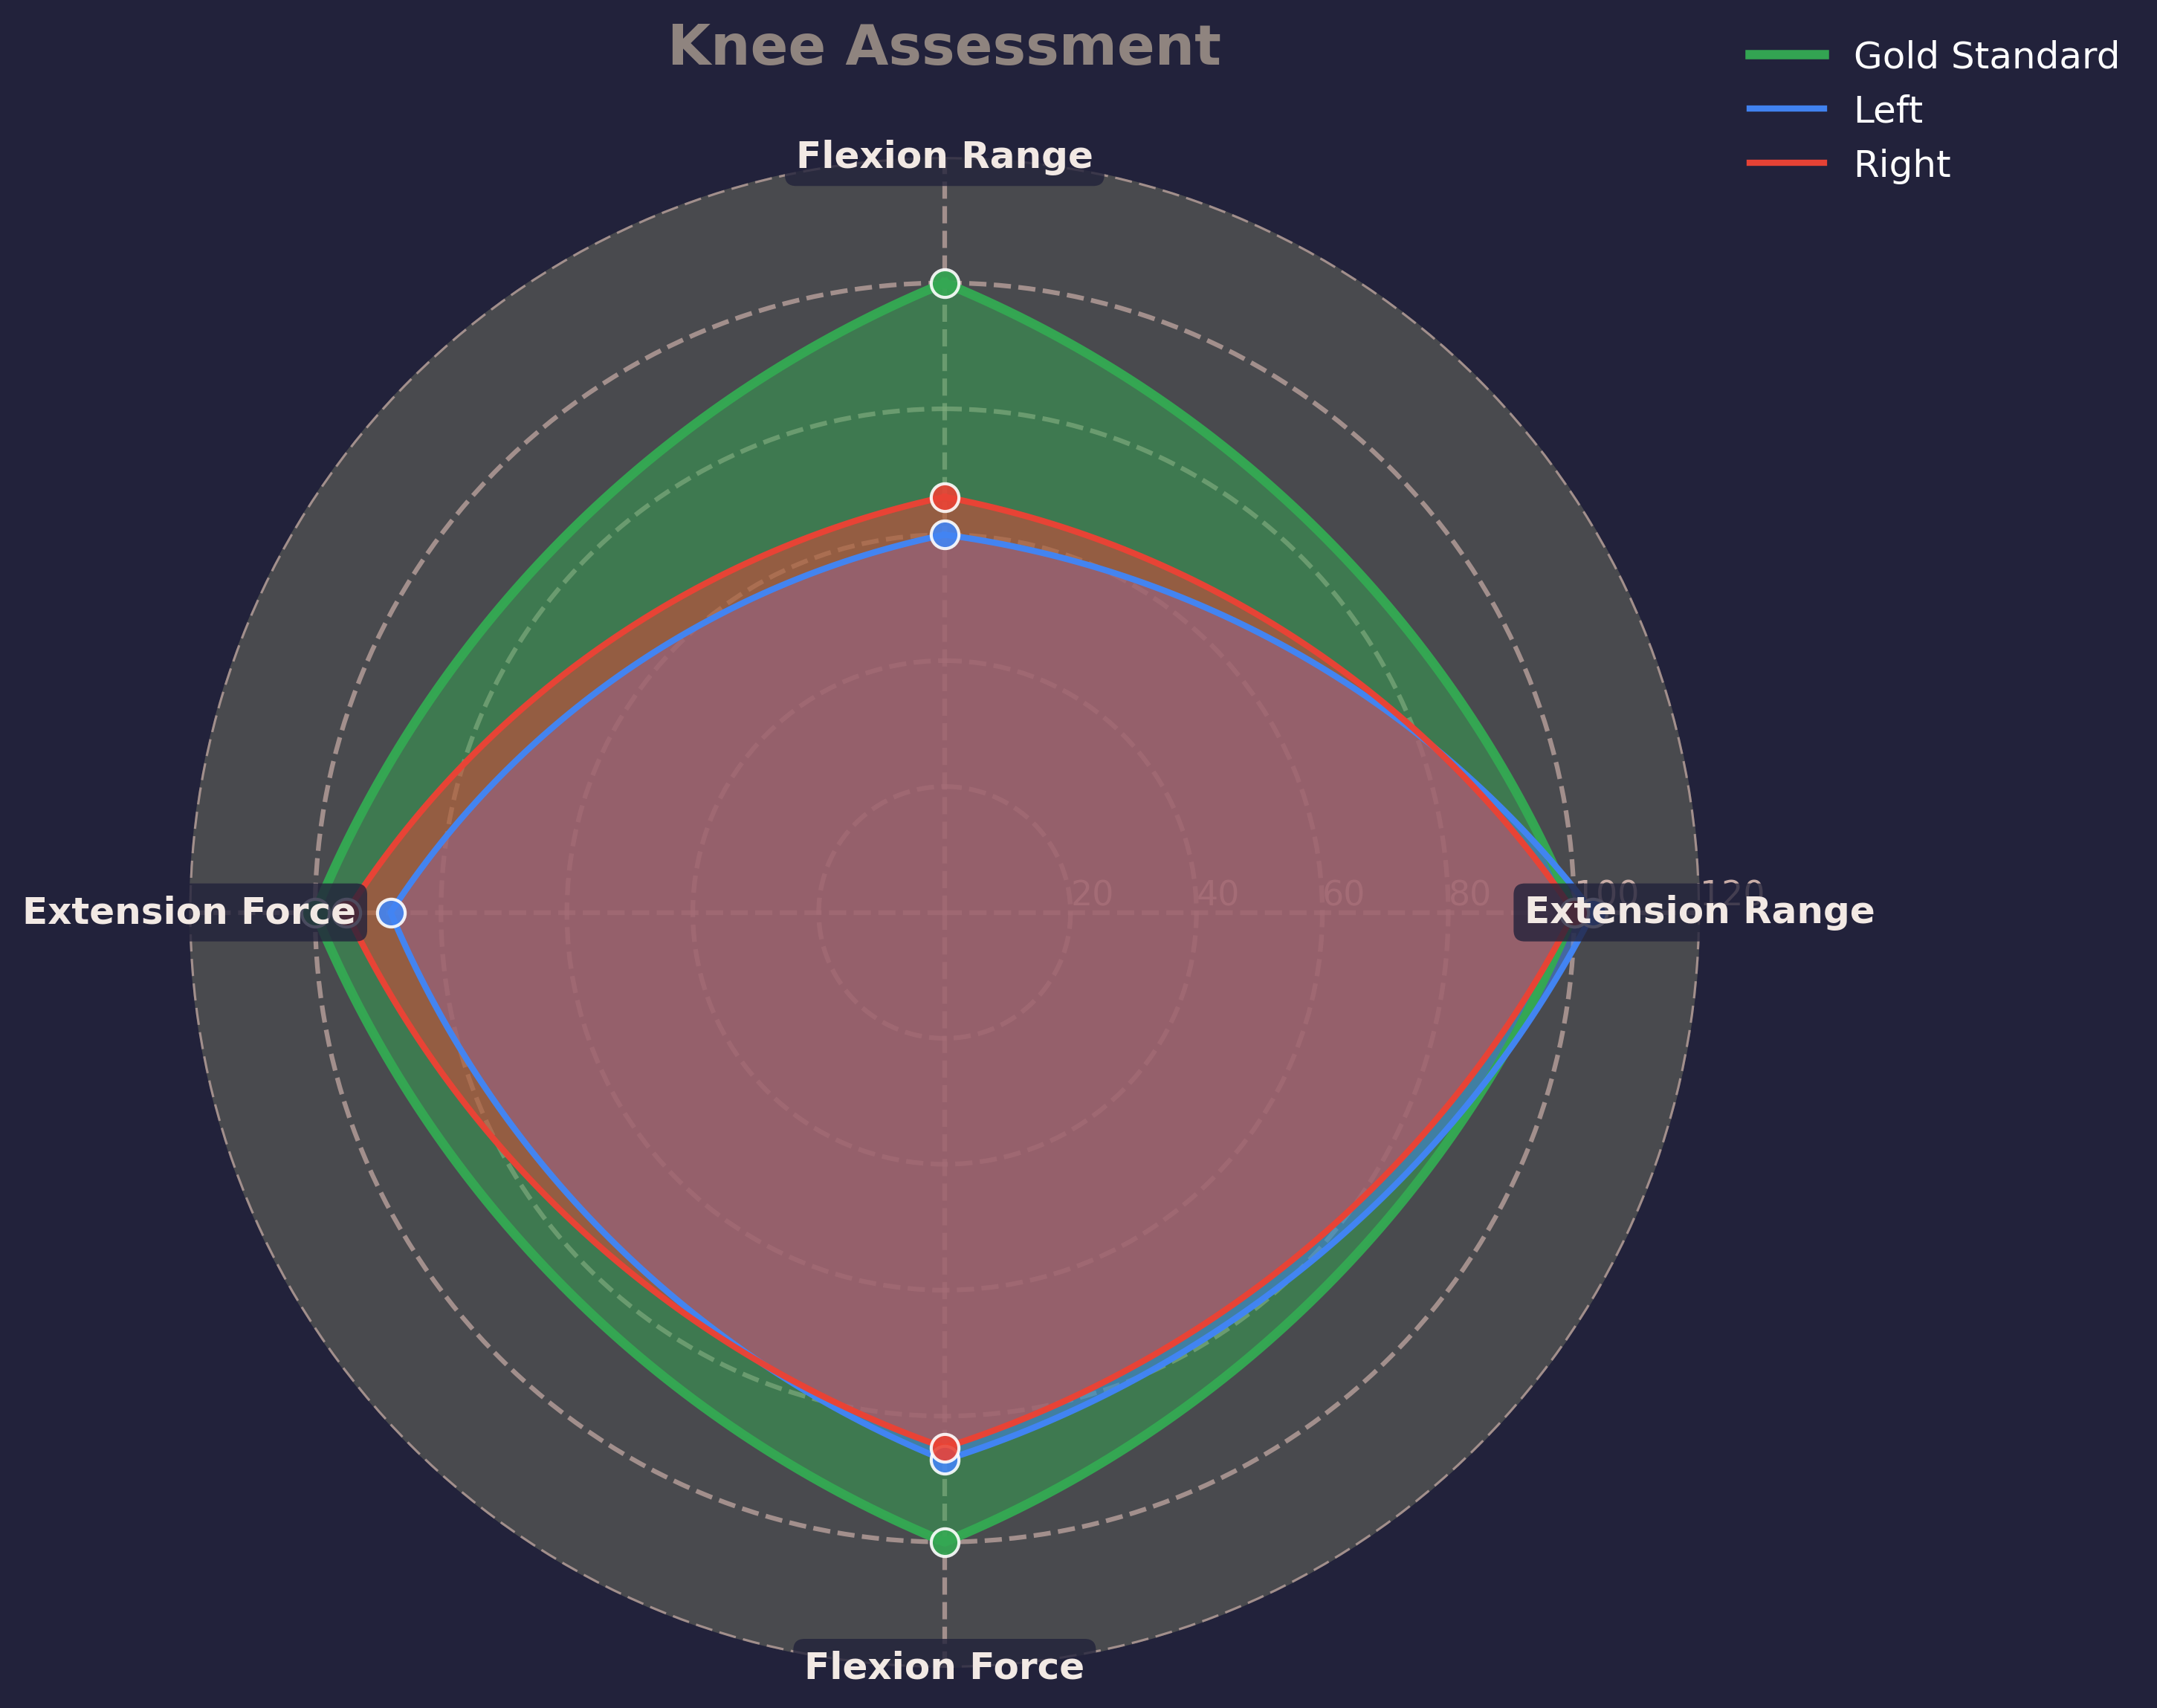 Knee Assessment
Gold Standard
Left
Right
Flexion Range
20
40
60
80
100
120
Extension Force
Extension Range
Flexion Force